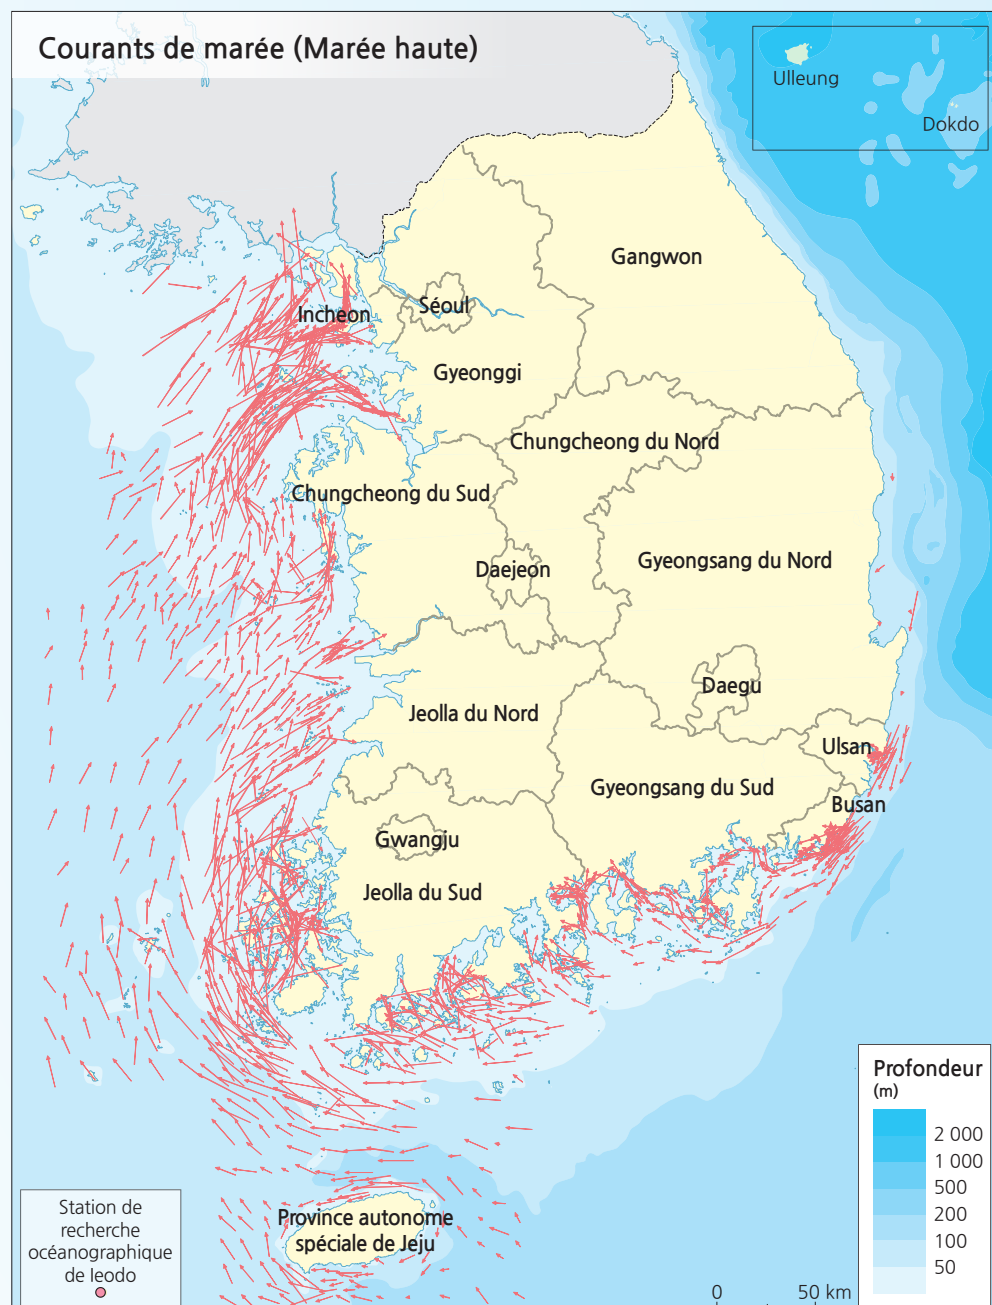 Courants de marée (Marée haute)
Ulleung
Dokdo
Gangwon
Incheon
Séoul
Gyeonggi
Chungcheong du Nord
Chungcheong du Sud
Gyeongsang du Nord
Daejeon
Daegu
Jeolla du Nord
Ulsan
Gyeongsang du Sud
Busan
Gwangju
Jeolla du Sud
Profondeur
(m)
2 000
1 000
500
200
100
50
Station de
recherche
océanographique
de Ieodo
Province autonome
spéciale de Jeju
0 50 km